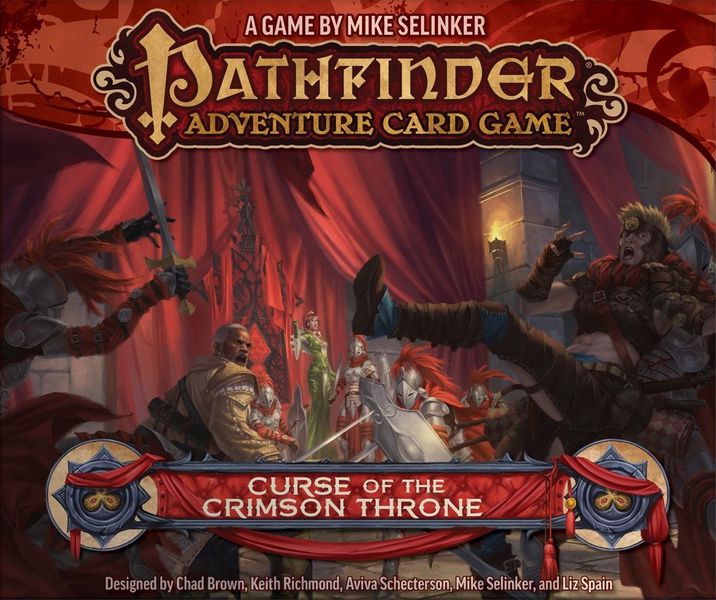 A GAME BY MIKE SELINKER
PATHFINDER®
ADVENTURE CARD GAME™
CURSE OF THE
CRIMSON THRONE
Designed by Chad Brown, Keith Richmond, Aviva Schecterson, Mike Selinker, and Liz Spain